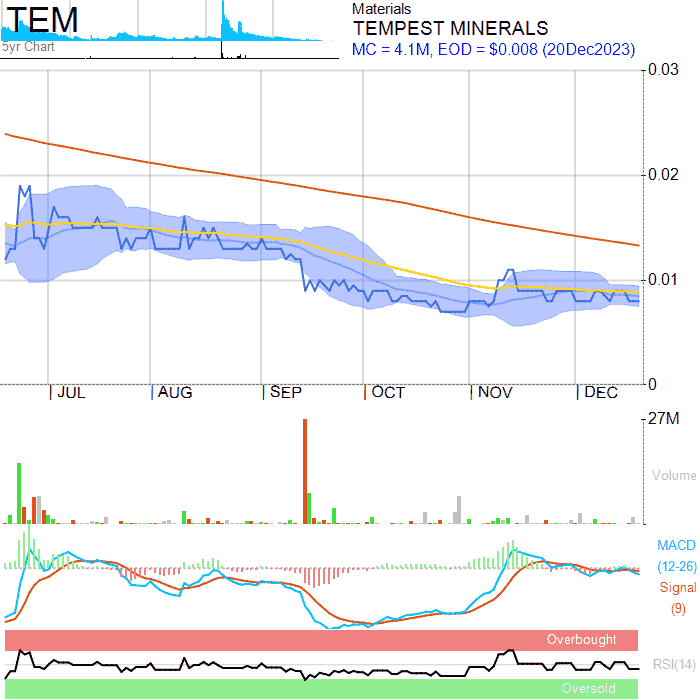 TEM
5yr Chart
Materials
TEMPEST MINERALS
MC = 4.1M, EOD = $0.008 (20Dec2023)
0.03
0.02
0.01
0
JUL AUG SEP OCT NOV DEC
27M
Volume
MACD
(12-26)
Signal
(9)
Overbought
RSI(14)
Oversold